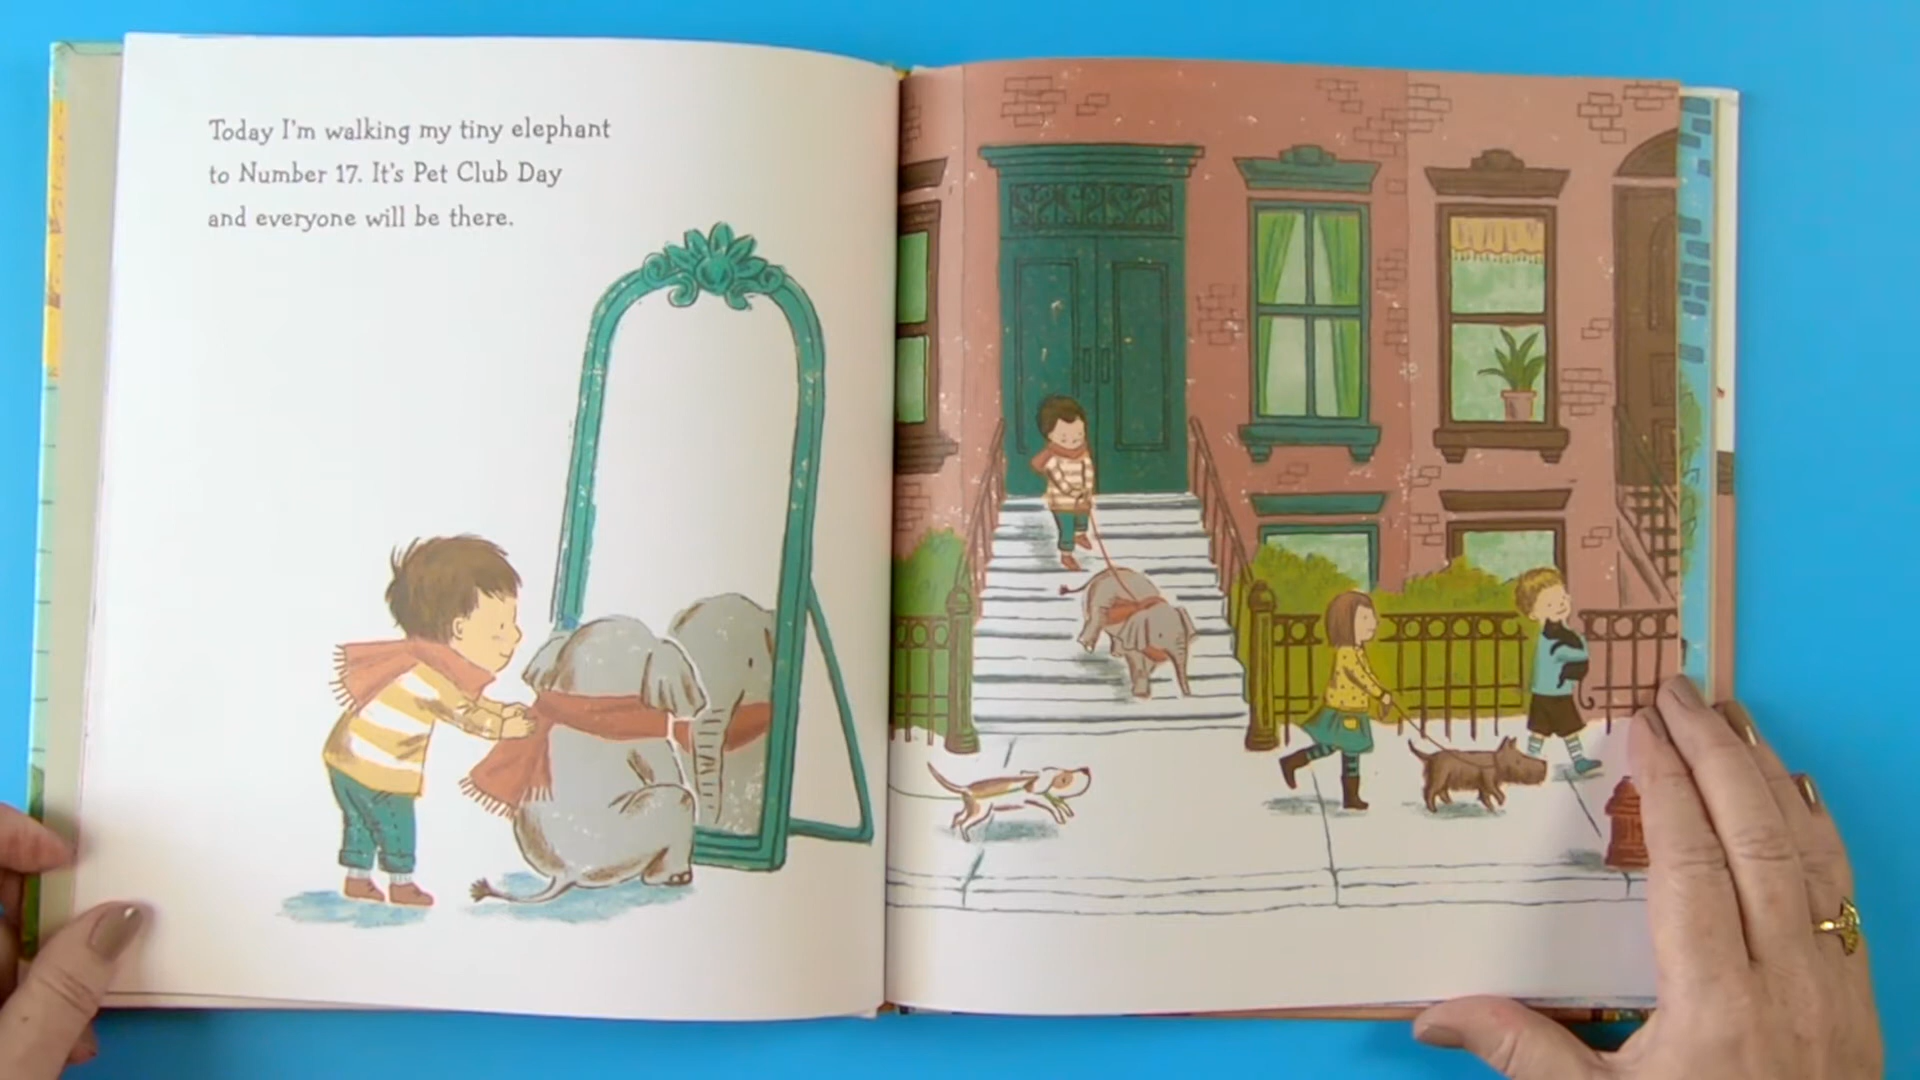 Today I'm walking my tiny elephant
to Number 17. It's Pet Club Day
and everyone will be there.